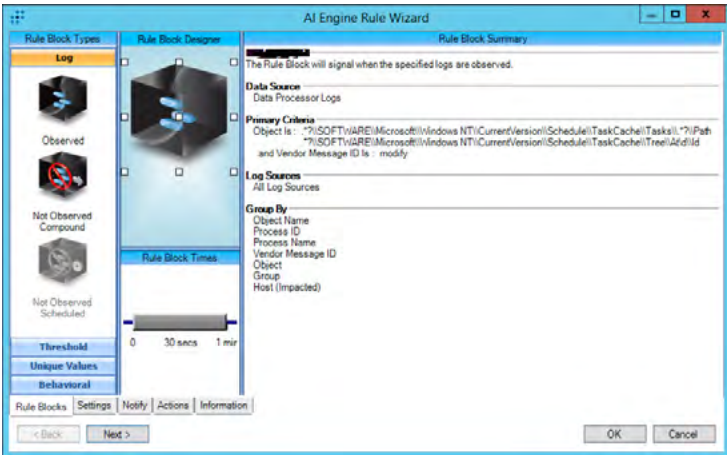 AI Engine Rule Wizard
Rule Block Types
Rule Block Designer
Rule Block Summary
Log
Observed
Not Observed
Compound
Not Observed
Scheduled
Threshold
Unique Values
Behavioral
Rule Block Times
0 30 secs 1 min
The Rule Block will signal when the specified logs are observed.
Data Source
Data Processor Logs
Primary Criteria
Object Is : .*?\\SOFTWARE\\Microsoft\\Windows NT\\CurrentVersion\\Schedule\\TaskCache\\Tasks\\.*?\\Path
.*?\\SOFTWARE\\Microsoft\\Windows NT\\CurrentVersion\\Schedule\\TaskCache\\Tree\\At\d\\Id
and Vendor Message ID Is : modify
Log Sources
All Log Sources
Group By
Object Name
Process ID
Process Name
Vendor Message ID
Object
Group
Host (Impacted)
Rule Blocks Settings Notify Actions Information
< Back Next > OK Cancel